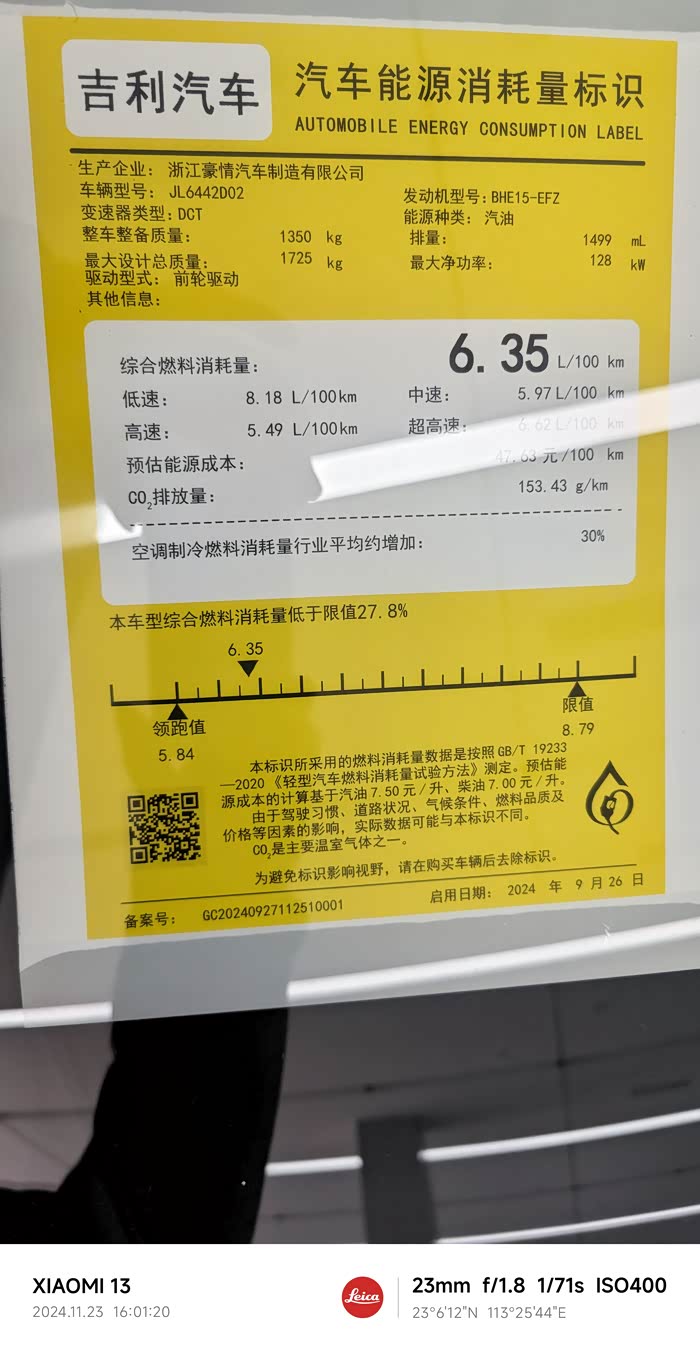 吉利汽车
汽车能源消耗量标识
AUTOMOBILE ENERGY CONSUMPTION LABEL
生产企业： 浙江豪情汽车制造有限公司
车辆型号： JL6442D02 发动机型号：BHE15-EFZ
变速器类型：DCT 能源种类： 汽油
整车整备质量： 1350 kg 排量： 1499 mL
最大设计总质量： 1725 kg 最大净功率： 128 kW
驱动型式： 前轮驱动
其他信息：
综合燃料消耗量： 6.35 L/100 km
低速： 8.18 L/100km 中速： 5.97 L/100 km
高速： 5.49 L/100km 超高速： 6.62 L/100 km
预估能源成本： 47.63 元/100 km
CO2排放量： 153.43 g/km
空调制冷燃料消耗量行业平均约增加： 30%
本车型综合燃料消耗量低于限值27.8%
6.35
领跑值 限值
5.84 8.79
本标识所采用的燃料消耗量数据是按照GB/T 19233
—2020《轻型汽车燃料消耗量试验方法》测定。预估能
源成本的计算基于汽油7.50元/升、柴油7.00元/升。
由于驾驶习惯、道路状况、气候条件、燃料品质及
价格等因素的影响，实际数据可能与本标识不同。
CO2是主要温室气体之一。
为避免标识影响视野，请在购买车辆后去除标识。
备案号： GC20240927112510001 启用日期： 2024 年 9 月 26 日
XIAOMI 13
2024.11.23 16:01:20
Leica
23mm f/1.8 1/71s ISO400
23°6'12"N 113°25'44"E